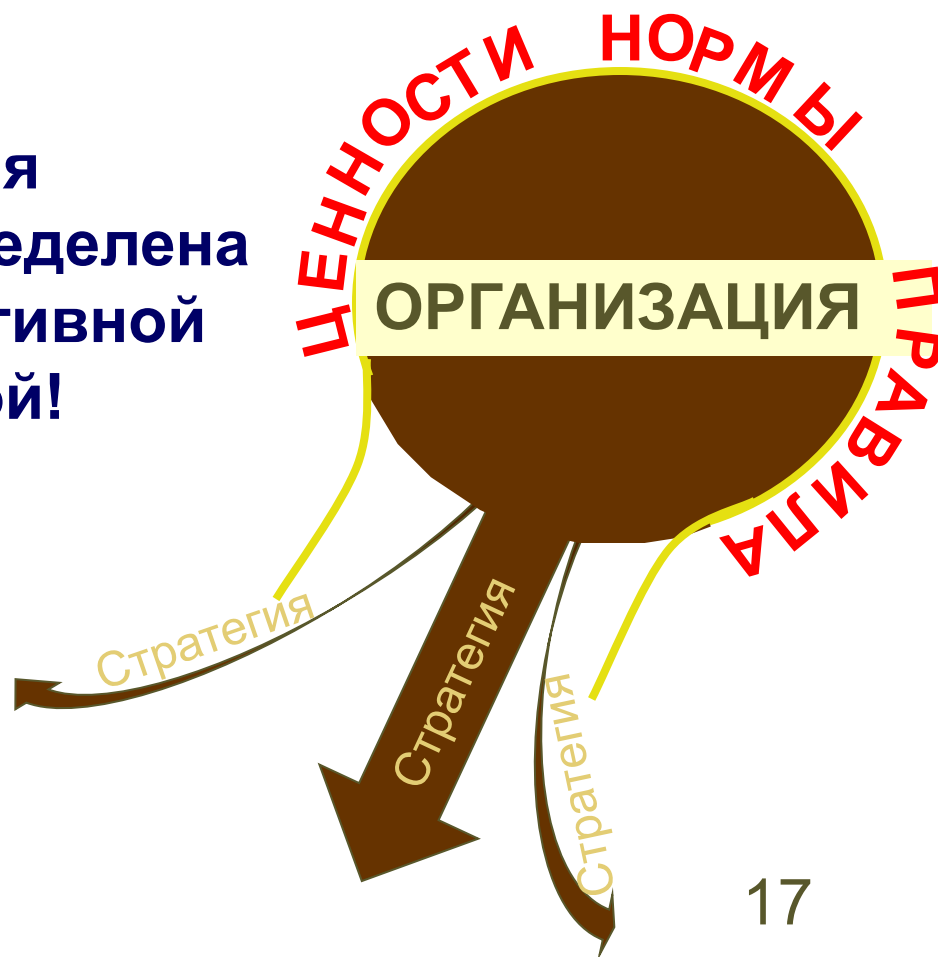 ЦЕННОСТИ НОРМЫ ПРАВИЛА
я
еделена
тивной
ой!
ОРГАНИЗАЦИЯ
Стратегия
Стратегия
Стратегия
17